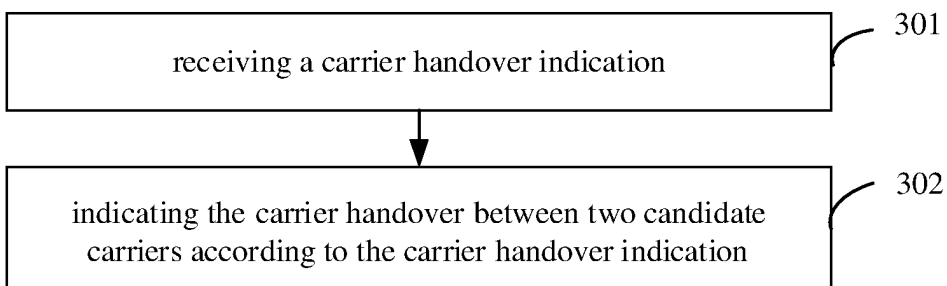 301
receiving a carrier handover indication
302
indicating the carrier handover between two candidate
carriers according to the carrier handover indication